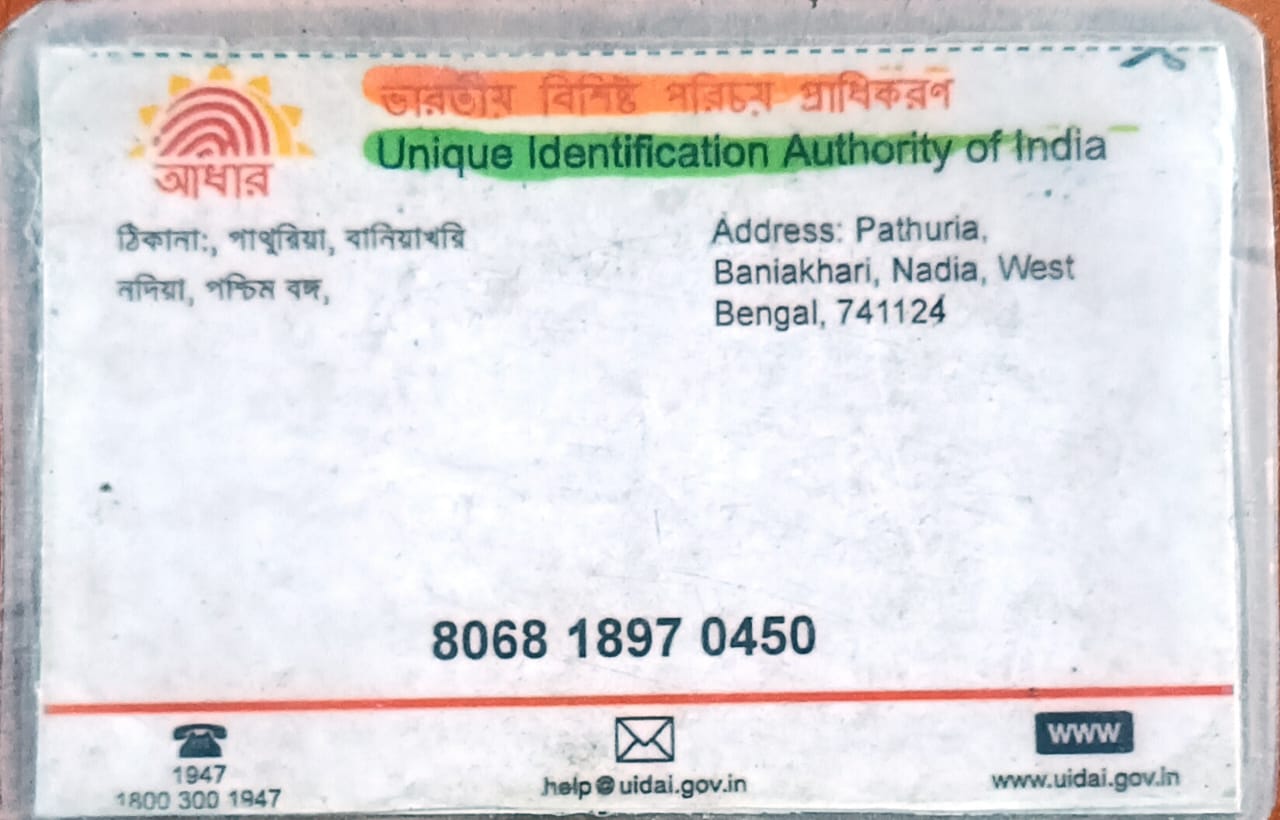 ভারতীয় বিশিষ্ট পরিচয় প্রাধিকরণ
Unique Identification Authority of India
আধার
ঠিকানা:, পাথুরিয়া, বানিয়াখরি
নদিয়া, পশ্চিম বঙ্গ,
Address: Pathuria,
Baniakhari, Nadia, West
Bengal, 741124
8068 1897 0450
1947
1800 300 1947
help@uidai.gov.in
www
www.uidai.gov.in